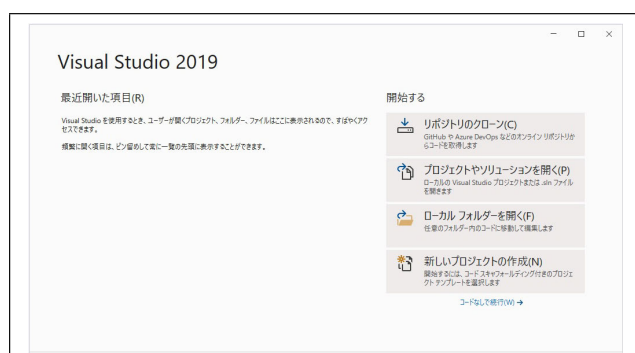 Visual Studio 2019
最近開いた項目(R)
Visual Studio を使用するとき、ユーザーが開くプロジェクト、フォルダー、ファイルはここに表示されるので、すばやくアク
セスできます。
頻繁に開く項目は、ピン留めして常に一覧の先頭に表示することができます。
開始する
リポジトリのクローン(C)
GitHub や Azure DevOps などのオンライン リポジトリか
らコードを取得します
プロジェクトやソリューションを開く(P)
ローカルの Visual Studio プロジェクトまたは .sln ファイル
を開きます
ローカル フォルダーを開く(F)
任意のフォルダー内のコードに移動して編集します
新しいプロジェクトの作成(N)
開始するには、コード スキャフォールディング付きのプロジェ
クト テンプレートを選択します
コードなしで続行(W) →